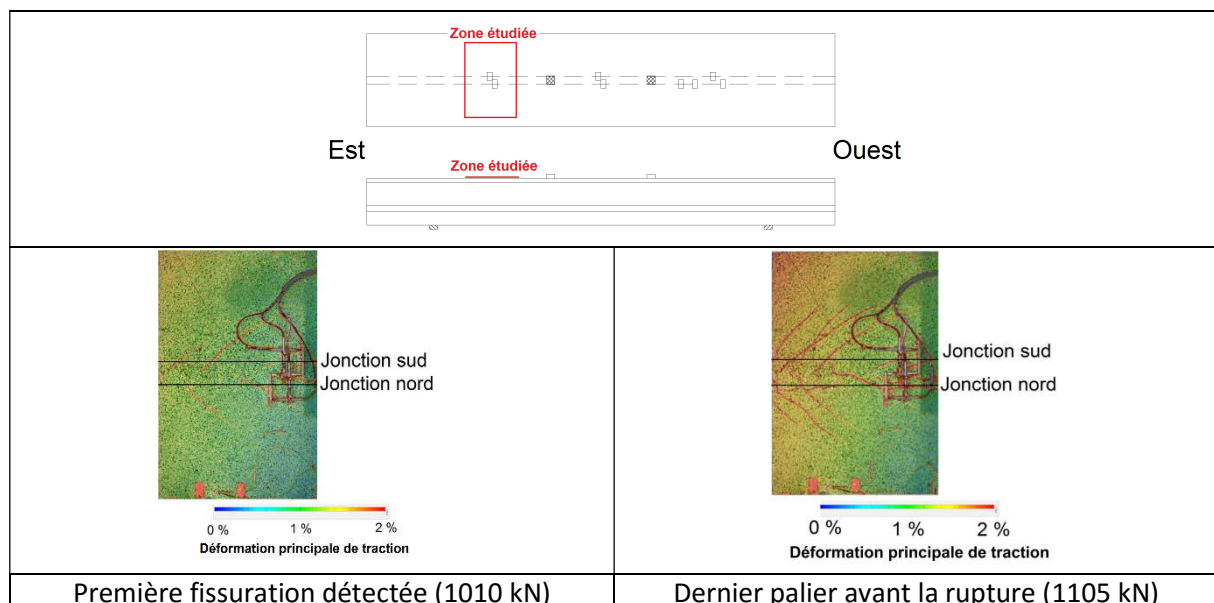 Zone étudiée
Est
Ouest
Zone étudiée
Jonction sud
Jonction nord
0 %
1 %
2 %
Déformation principale de traction
Première fissuration détectée (1010 kN)
Jonction sud
Jonction nord
0 %
1 %
2 %
Déformation principale de traction
Dernier palier avant la rupture (1105 kN)